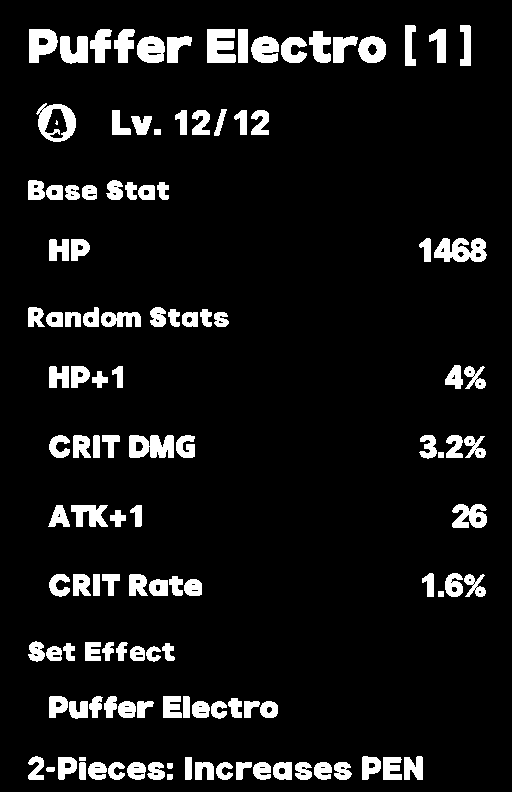 Puffer Electro [1]
A Lv. 12/12
Base Stat
HP 1468
Random Stats
HP+1 4%
CRIT DMG 3.2%
ATK+1 26
CRIT Rate 1.6%
Set Effect
Puffer Electro
2-Pieces: Increases PEN